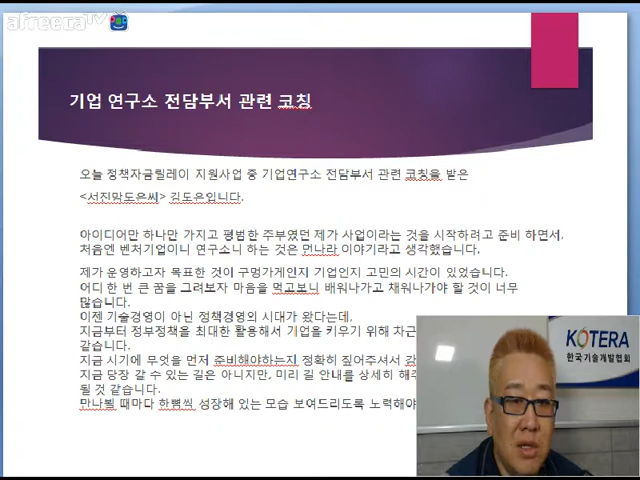 afreecaTV
기업 연구소 전담부서 관련 코칭
오늘 정책자금릴레이 지원사업 중 기업연구소 전담부서 관련 코칭을 받은
<서진맘도은씨> 김도은입니다.
아이디어만 하나만 가지고 평범한 주부였던 제가 사업이라는 것을 시작하려고 준비 하면서.
처음엔 벤처기업이니 연구소니 하는 것은 먼나라 이야기라고 생각했습니다.
제가 운영하고자 목표한 것이 구멍가게인지 기업인지 고민의 시간이 있었습니다.
어디 한 번 큰 꿈을 그려보자 마음을 먹고보니 배워나가고 채워나가야 할 것이 너무
많습니다.
이젠 기술경영이 아닌 정책경영의 시대가 왔다는데,
지금부터 정부정책을 최대한 활용해서 기업을 키우기 위해 차근
같습니다.
지금 시기에 무엇을 먼저 준비해야하는지 정확히 짚어주셔서
지금 당장 갈 수 있는 길은 아니지만, 미리 길 안내를 상세히 해주
될 것 같습니다.
만나뵐 때마다 한뼘씩 성장해 있는 모습 보여드리도록 노력해야
KOTERA
한국기술개발협회